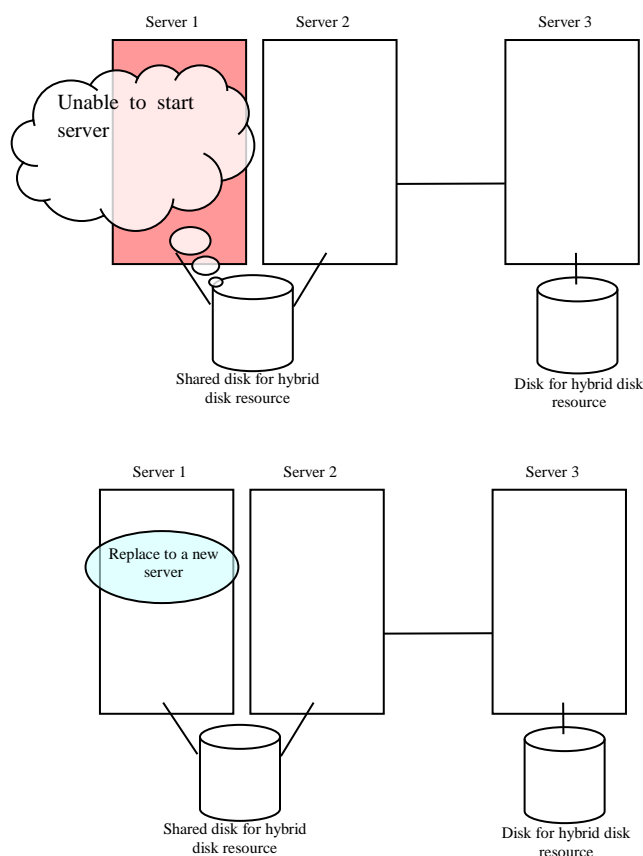 Server 1
Server 2
Server 3
Unable to start
server
Shared disk for hybrid
disk resource
Disk for hybrid disk
resource
Server 1
Server 2
Server 3
Replace to a new
server
Shared disk for hybrid
disk resource
Disk for hybrid disk
resource